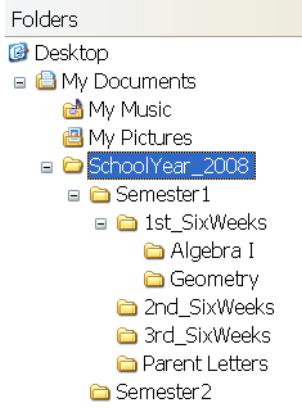 Folders
Desktop
My Documents
My Music
My Pictures
SchoolYear_2008
Semester1
1st_SixWeeks
Algebra I
Geometry
2nd_SixWeeks
3rd_SixWeeks
Parent Letters
Semester2